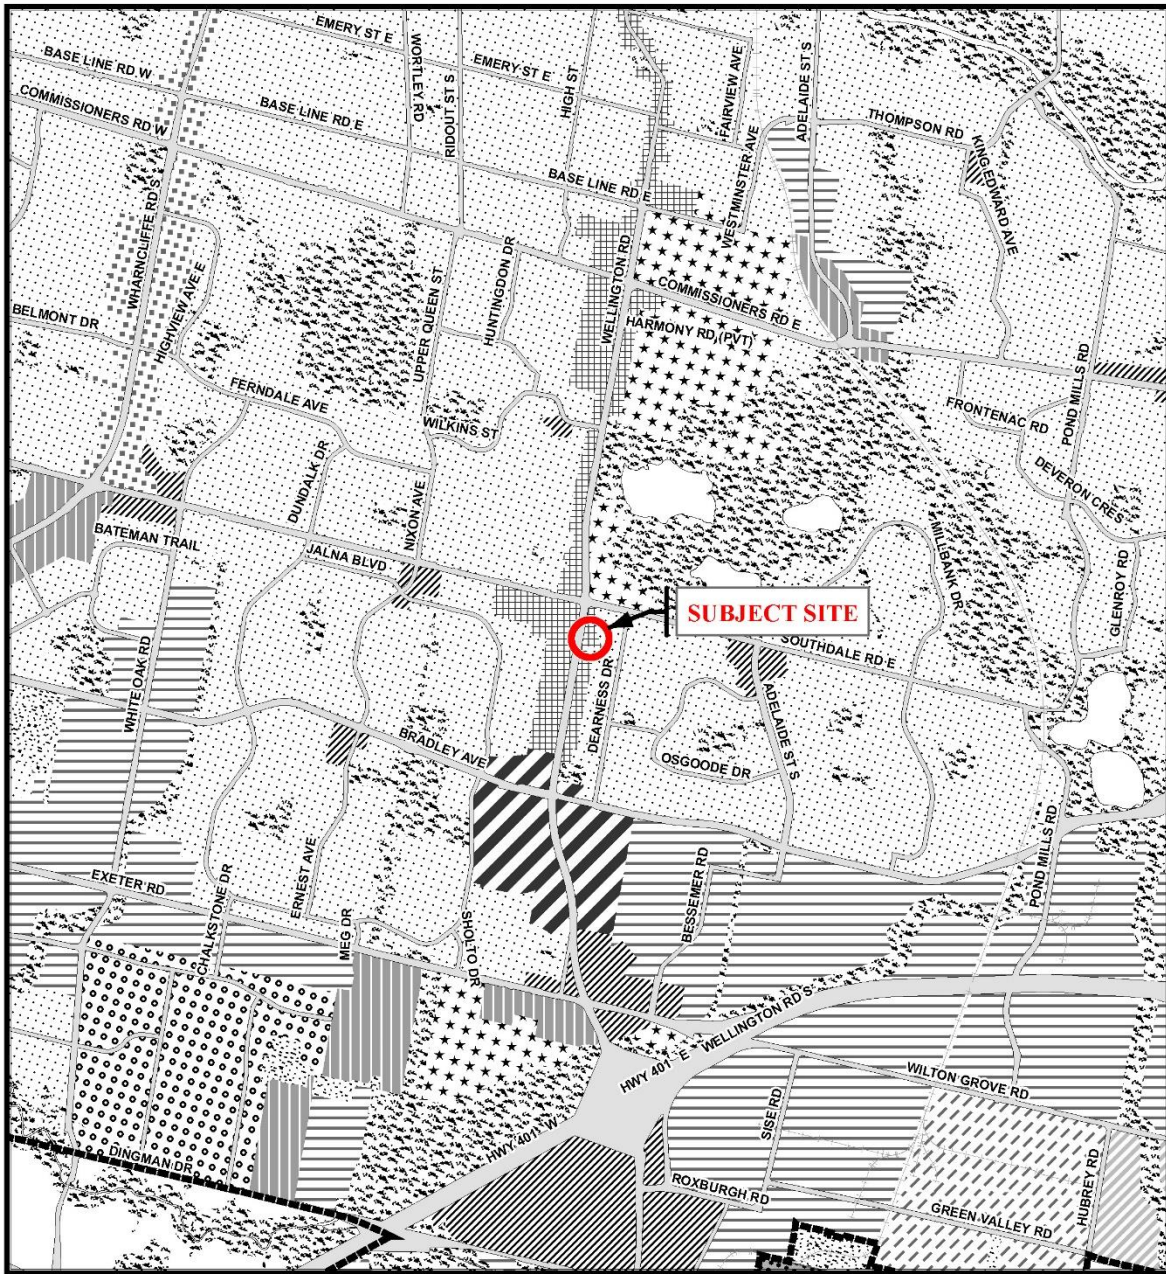 EMERY ST E
WORTLEY RD
RIDOUT ST S
EMERY ST E
HIGH ST
FAIRVIEW AVE
ADELAIDE ST S
BASE LINE RD W
COMMISSIONERS RD W
BASE LINE RD E
THOMPSON RD
KING EDWARD AVE
BASE LINE RD E
WESTMINSTER AVE
WHARNCLIFFE RD S
HIGHVIEW AVE E
BELMONT DR
UPPER QUEEN ST
HUNTINGDON DR
WELLINGTON RD
COMMISSIONERS RD E
HARMONY RD (PVT)
POND MILLS RD
FERNDALE AVE
WILKINS ST
FRONTENAC RD
DUNDALK DR
NIXON AVE
DEVERON CRES
BATEMAN TRAIL
JALNA BLVD
MILLBANK DR
GLENROY RD
SUBJECT SITE
SOUTHDALE RD E
WHITE OAK RD
DEARNESS DR
ADELAIDE ST S
BRADLEY AVE
OSGOODE DR
EXETER RD
CHALKSTONE DR
ERNEST AVE
MEG DR
SHOLTO DR
BESSEMER RD
POND MILLS RD
HWY 401 E
WELLINGTON RD S
WILTON GROVE RD
SISE RD
HWY 401 W
DINGMAN DR
ROXBURGH RD
GREEN VALLEY RD
HUBREY RD